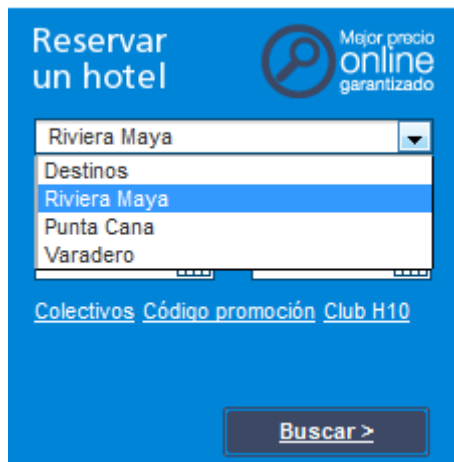 Reservar
un hotel
Mejor precio
online
garantizado
Riviera Maya
Destinos
Riviera Maya
Punta Cana
Varadero
Colectivos Código promoción Club H10
Buscar >